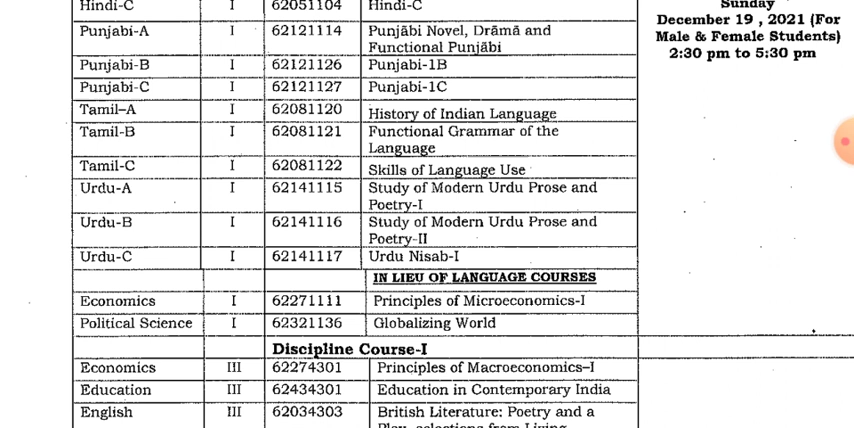 Hindi-C I 62051104 Hindi-C
Sunday
December 19 , 2021 (For
Male & Female Students)
2:30 pm to 5:30 pm
Punjabi-A I 62121114 Punjābi Novel, Drāmā and
Functional Punjābi
Punjabi-B I 62121126 Punjabi-1B
Punjabi-C I 62121127 Punjabi-1C
Tamil–A I 62081120 History of Indian Language
Tamil-B I 62081121 Functional Grammar of the
Language
Tamil-C I 62081122 Skills of Language Use
Urdu-A I 62141115 Study of Modern Urdu Prose and
Poetry-I
Urdu-B I 62141116 Study of Modern Urdu Prose and
Poetry-II
Urdu-C I 62141117 Urdu Nisab-I
IN LIEU OF LANGUAGE COURSES
Economics I 62271111 Principles of Microeconomics-I
Political Science I 62321136 Globalizing World
Discipline Course-I
Economics III 62274301 Principles of Macroeconomics–I
Education III 62434301 Education in Contemporary India
English III 62034303 British Literature: Poetry and a
Play, selections from Living